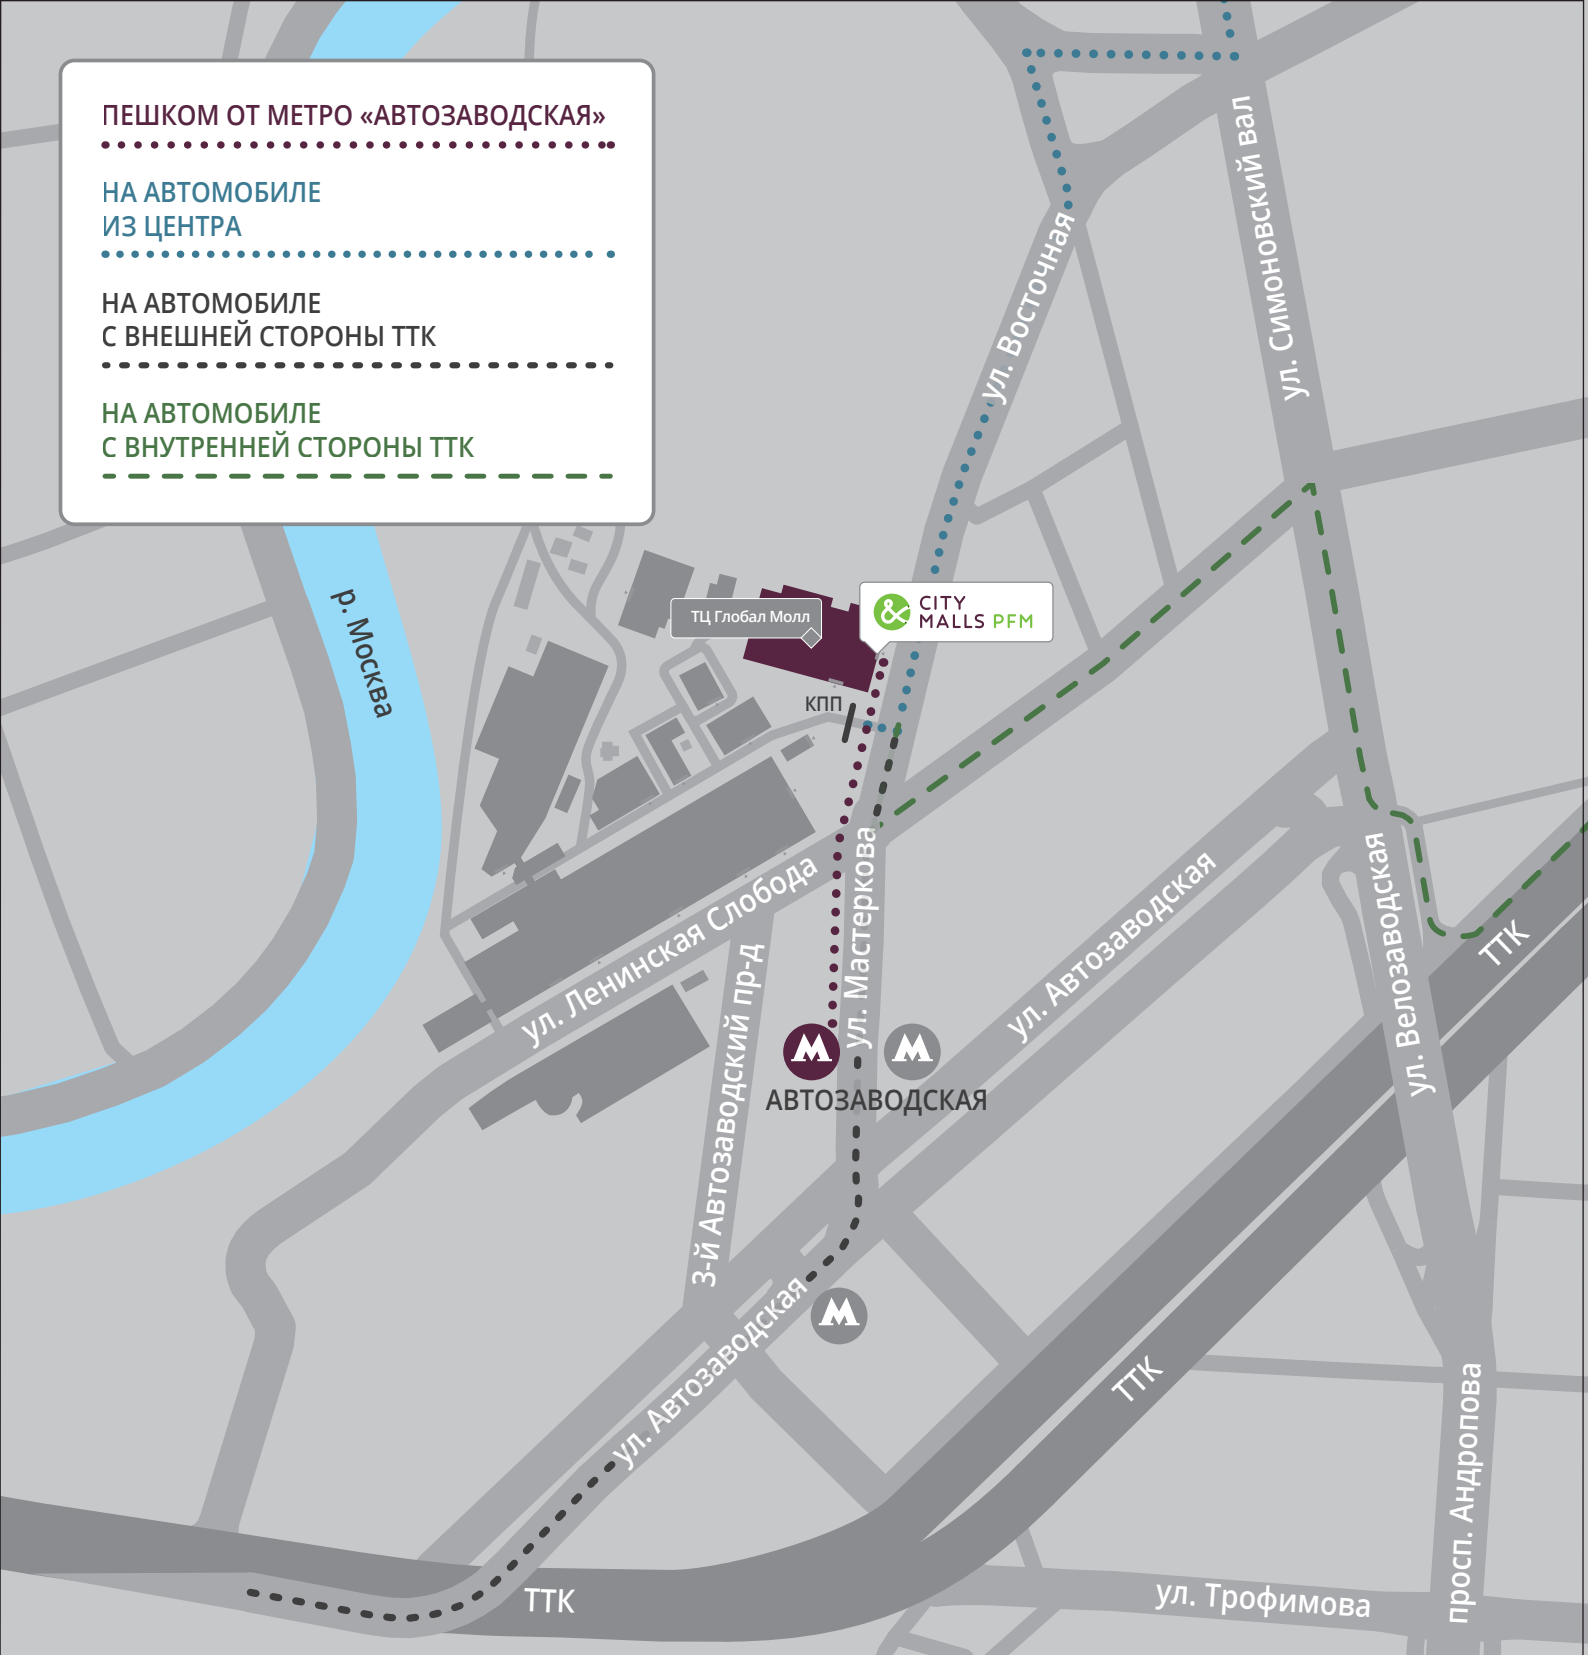 ПЕШКОМ ОТ МЕТРО «АВТОЗАВОДСКАЯ»
НА АВТОМОБИЛЕ
ИЗ ЦЕНТРА
НА АВТОМОБИЛЕ
С ВНЕШНЕЙ СТОРОНЫ ТТК
НА АВТОМОБИЛЕ
С ВНУТРЕННЕЙ СТОРОНЫ ТТК
ул. Симоновский вал
ул. Восточная
р. Москва
ТЦ Глобал Молл
&
CITY
MALLS PFM
КПП
ул. Мастеркова
ул. Ленинская Слобода
3-й Автозаводский пр-д
ул. Автозаводская
ул. Велозаводская
ТТК
М
М
АВТОЗАВОДСКАЯ
М
ул. Автозаводская
ТТК
просп. Андропова
ТТК
ул. Трофимова